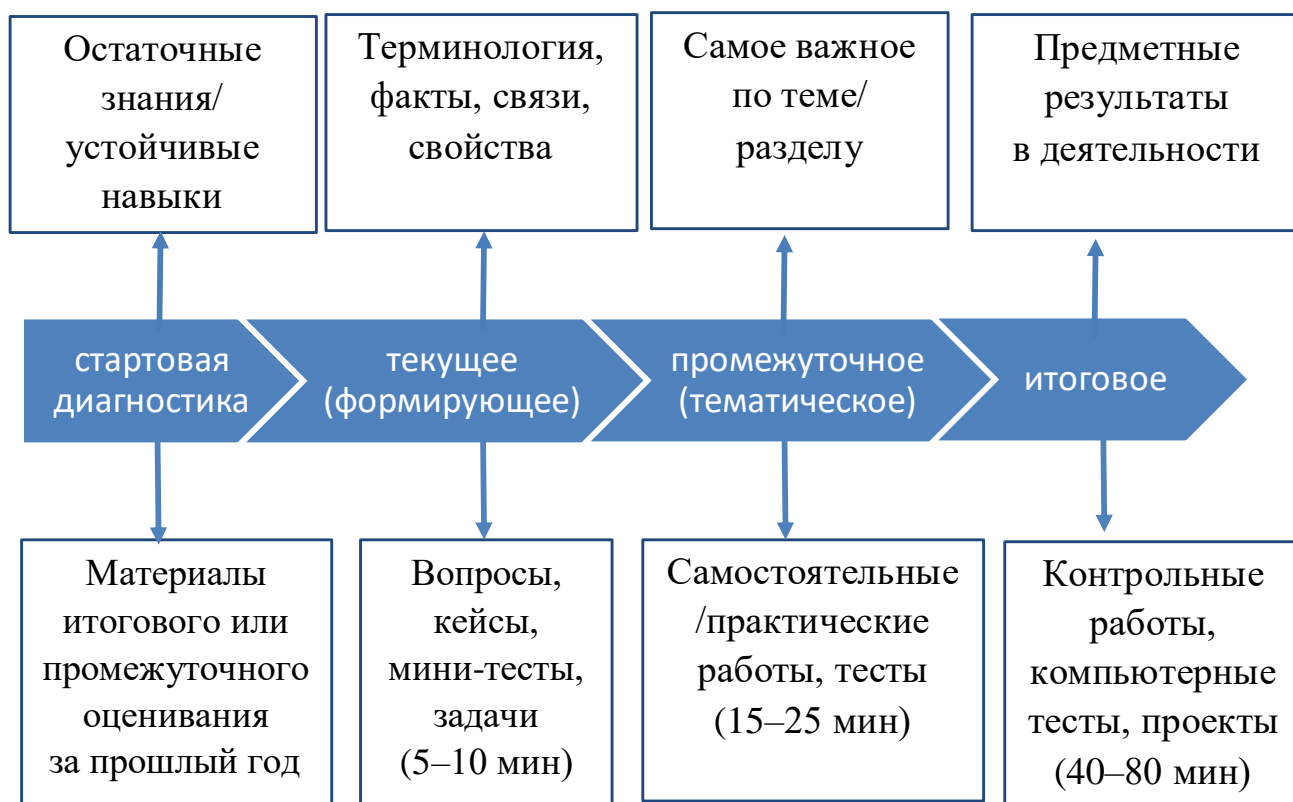 Остаточные
знания/
устойчивые
навыки
Терминология,
факты, связи,
свойства
Самое важное
по теме/
разделу
Предметные
результаты
в деятельности
стартовая
диагностика
текущее
(формирующее)
промежуточное
(тематическое)
итоговое
Материалы
итогового или
промежуточного
оценивания
за прошлый год
Вопросы,
кейсы,
мини-тесты,
задачи
(5–10 мин)
Самостоятельные
/практические
работы, тесты
(15–25 мин)
Контрольные
работы,
компьютерные
тесты, проекты
(40–80 мин)